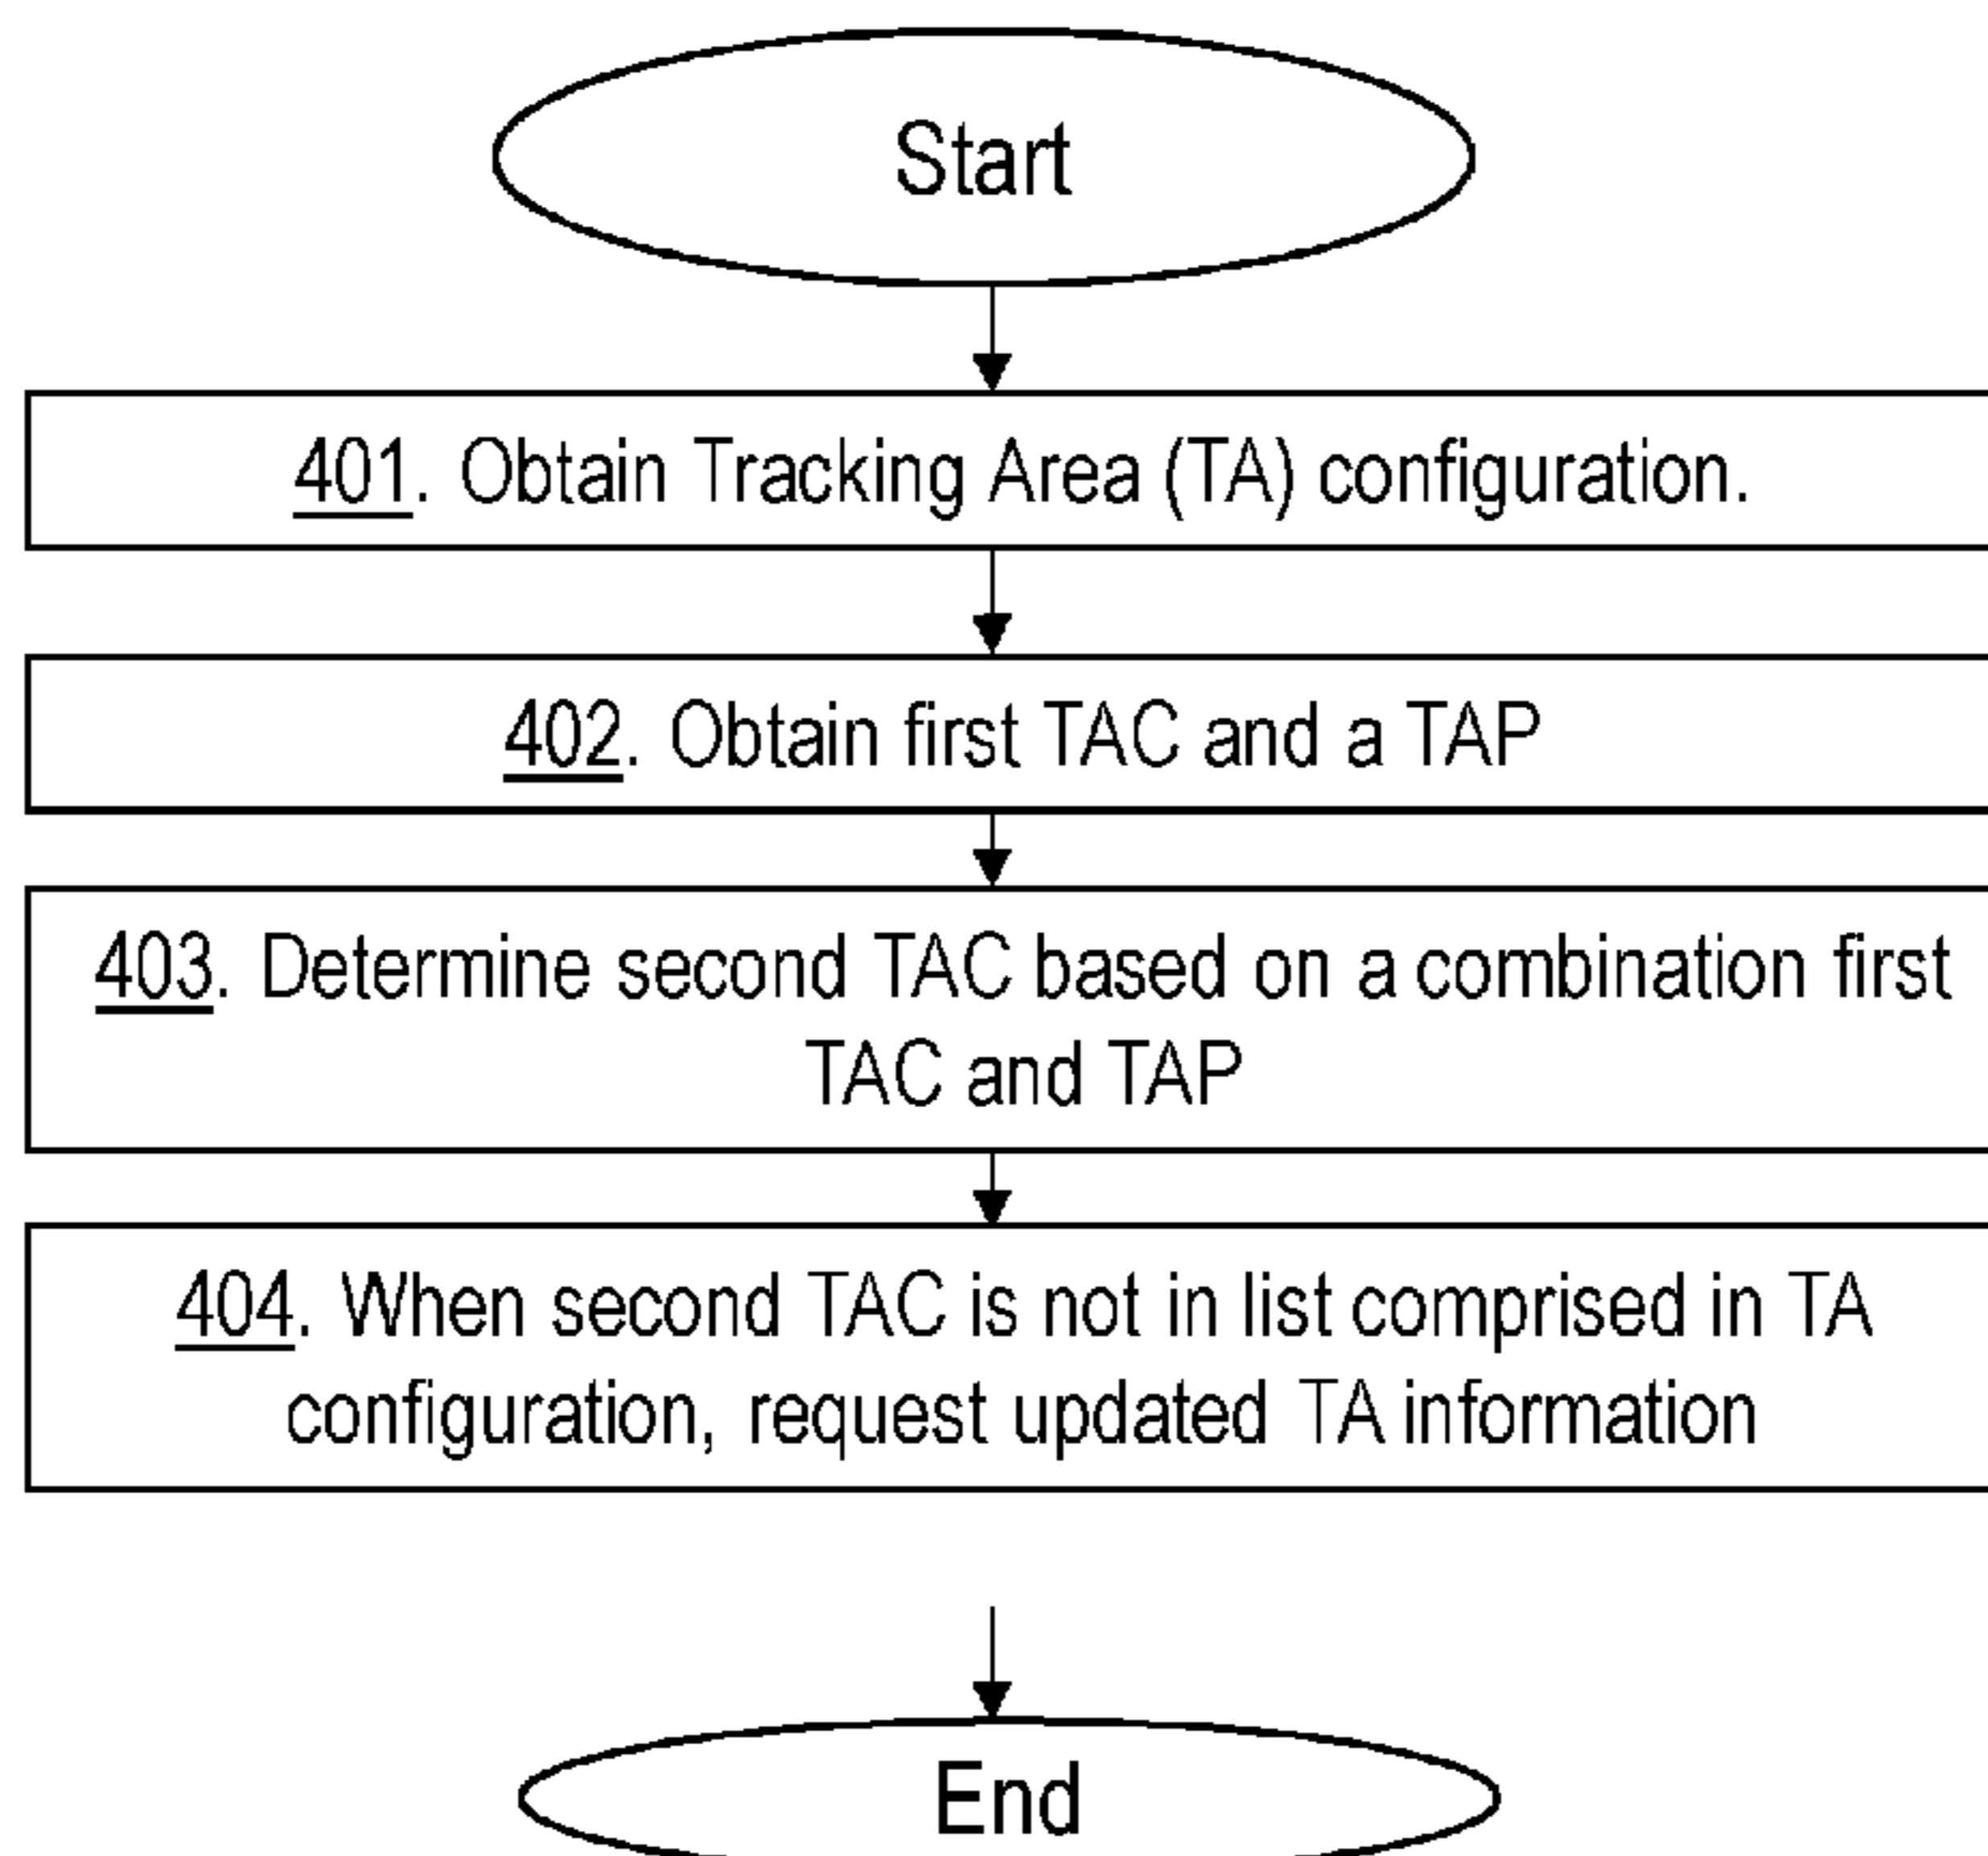 Start
401. Obtain Tracking Area (TA) configuration.
402. Obtain first TAC and a TAP
403. Determine second TAC based on a combination first
TAC and TAP
404. When second TAC is not in list comprised in TA
configuration, request updated TA information
End